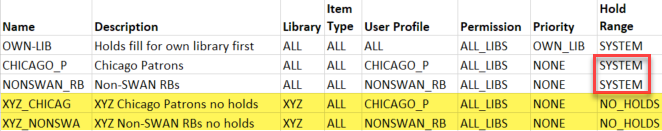 Name Description Library Item Type User Profile Permission Priority Hold Range
OWN-LIB Holds fill for own library first ALL ALL ALL ALL_LIBS OWN_LIB SYSTEM
CHICAGO_P Chicago Patrons ALL ALL CHICAGO_P ALL_LIBS NONE SYSTEM
NONSWAN_RB Non-SWAN RBs ALL ALL NONSWAN_RB ALL_LIBS NONE SYSTEM
XYZ_CHICAG XYZ Chicago Patrons no holds XYZ ALL CHICAGO_P ALL_LIBS NONE NO_HOLDS
XYZ_NONSWA XYZ Non-SWAN RBs no holds XYZ ALL NONSWAN_RB ALL_LIBS NONE NO_HOLDS